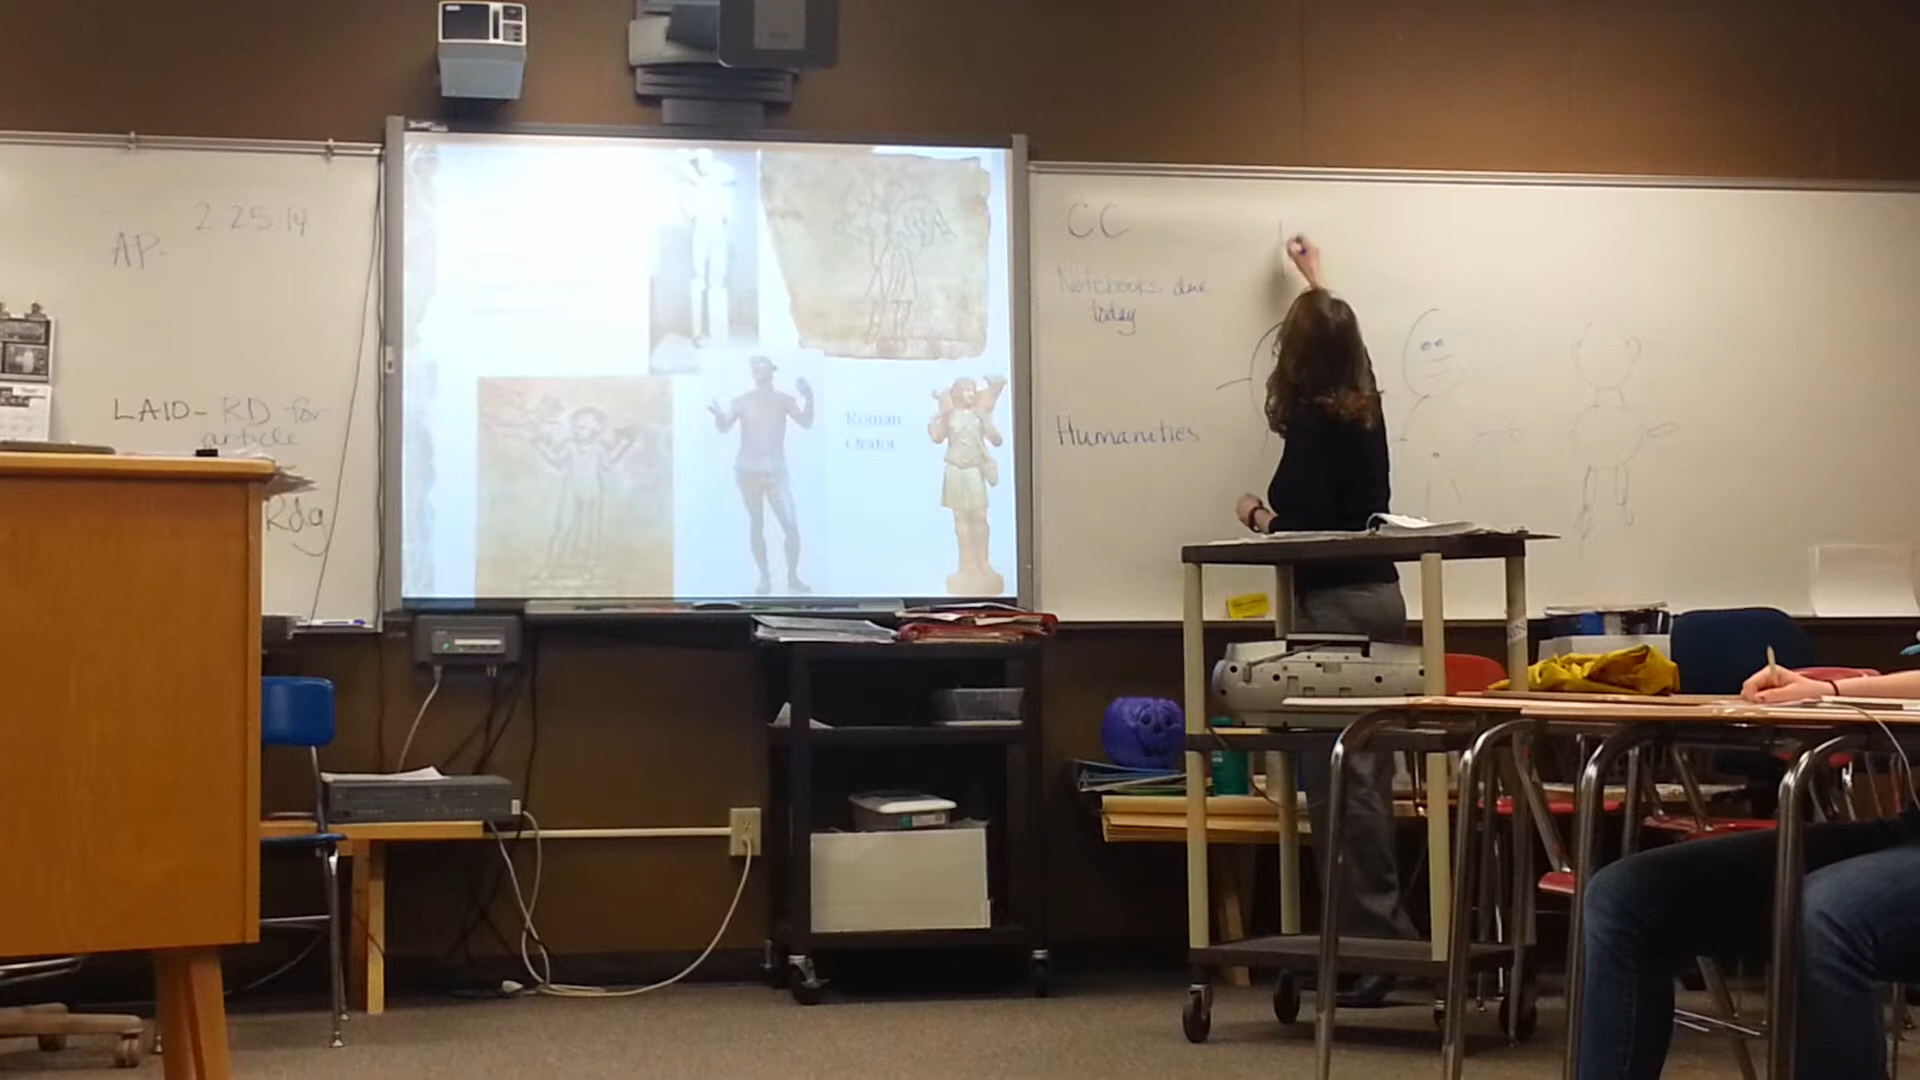 2 25 14
AP-
LA10- RD for
article
Rdg
Roman
Orator
CC
Notebooks due
today
Humanities